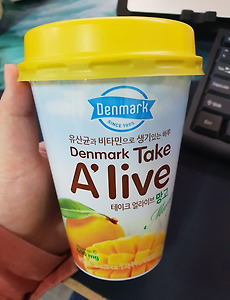 Denmark
SINCE 1985
유산균과 비타민으로 생기있는 하루
Denmark Take
A'live
테이크 얼라이브 망고